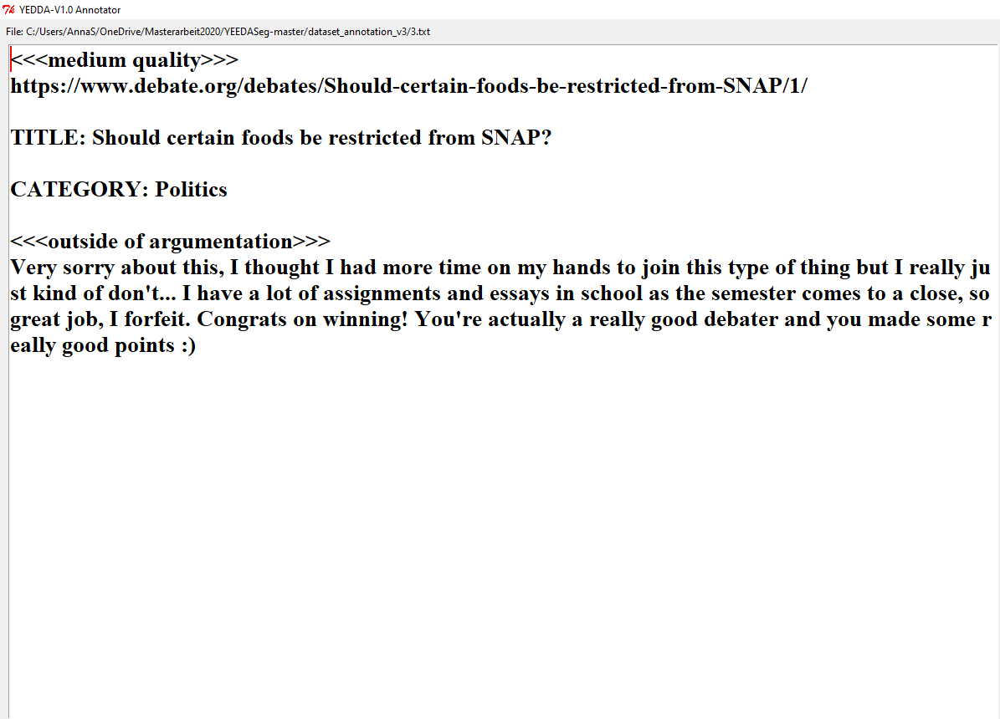 YEDDA-V1.0 Annotator
File: C:/Users/AnnaS/OneDrive/Masterarbeit2020/YEEDASeg-master/dataset_annotation_v3/3.txt
<<<medium quality>>>
https://www.debate.org/debates/Should-certain-foods-be-restricted-from-SNAP/1/
TITLE: Should certain foods be restricted from SNAP?
CATEGORY: Politics
<<<outside of argumentation>>>
Very sorry about this, I thought I had more time on my hands to join this type of thing but I really ju
st kind of don't... I have a lot of assignments and essays in school as the semester comes to a close, so
great job, I forfeit. Congrats on winning! You're actually a really good debater and you made some r
eally good points :)